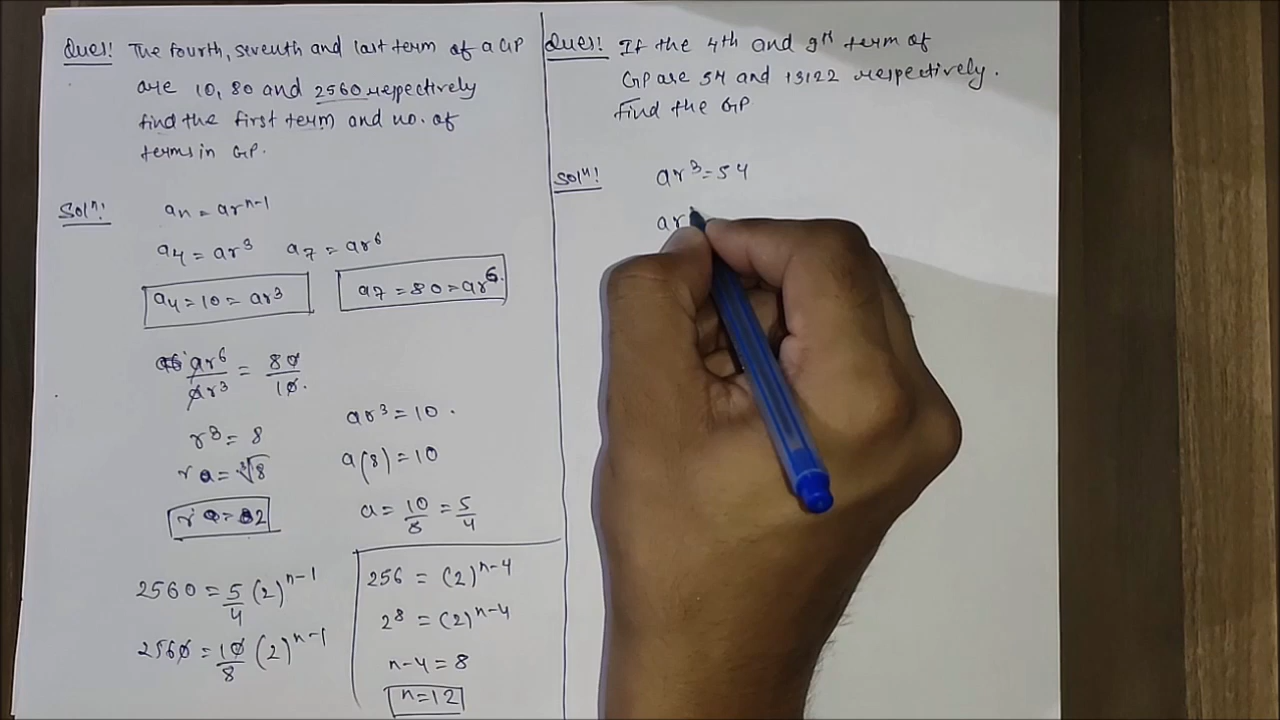 Ques! The fourth, seventh and last term of a GP
are 10, 80 and 2560 respectively
find the first term and no. of
terms in GP.
Solⁿ! aₙ = arⁿ⁻¹
a₄ = ar³ a₇ = ar⁶
a₄ = 10 = ar³ a₇ = 80 = ar⁶.
ar⁶/ar³ = 80/10.
r³ = 8
r = ³√8
r = 2
ar³ = 10.
a(8) = 10
a = 10/8 = 5/4
2560 = 5/4 (2)ⁿ⁻¹
2560 = 10/8 (2)ⁿ⁻¹
256 = (2)ⁿ⁻⁴
2⁸ = (2)ⁿ⁻⁴
n-4 = 8
n = 12
Ques! If the 4th and 9th term of
GP are 54 and 13122 respectively.
Find the GP
Solⁿ! ar³ = 54
ar